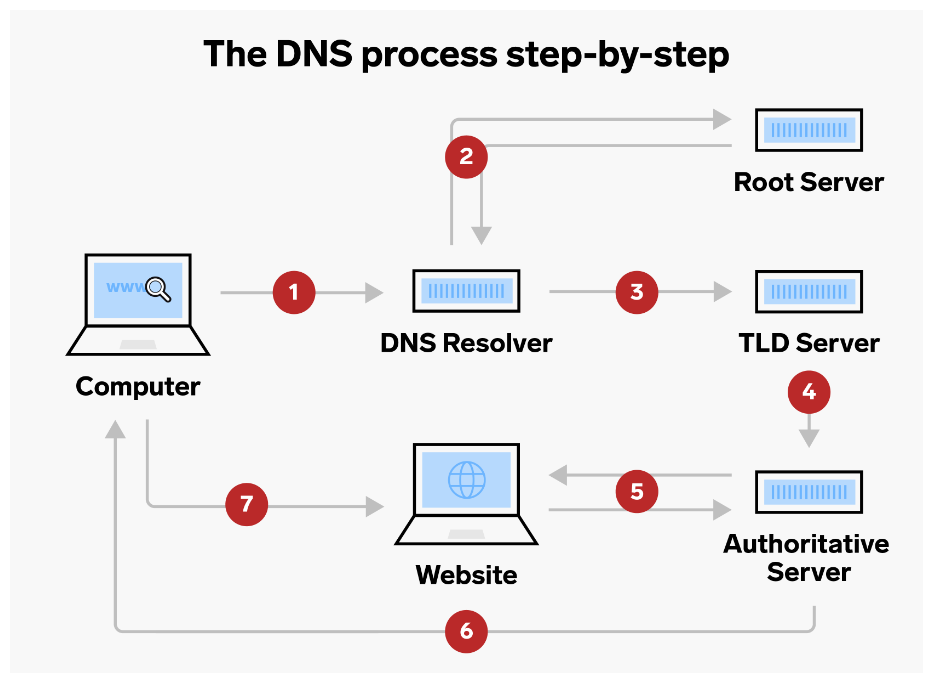 The DNS process step-by-step
2
Root Server
www
1
3
DNS Resolver
TLD Server
Computer
4
7
5
Website
Authoritative
Server
6